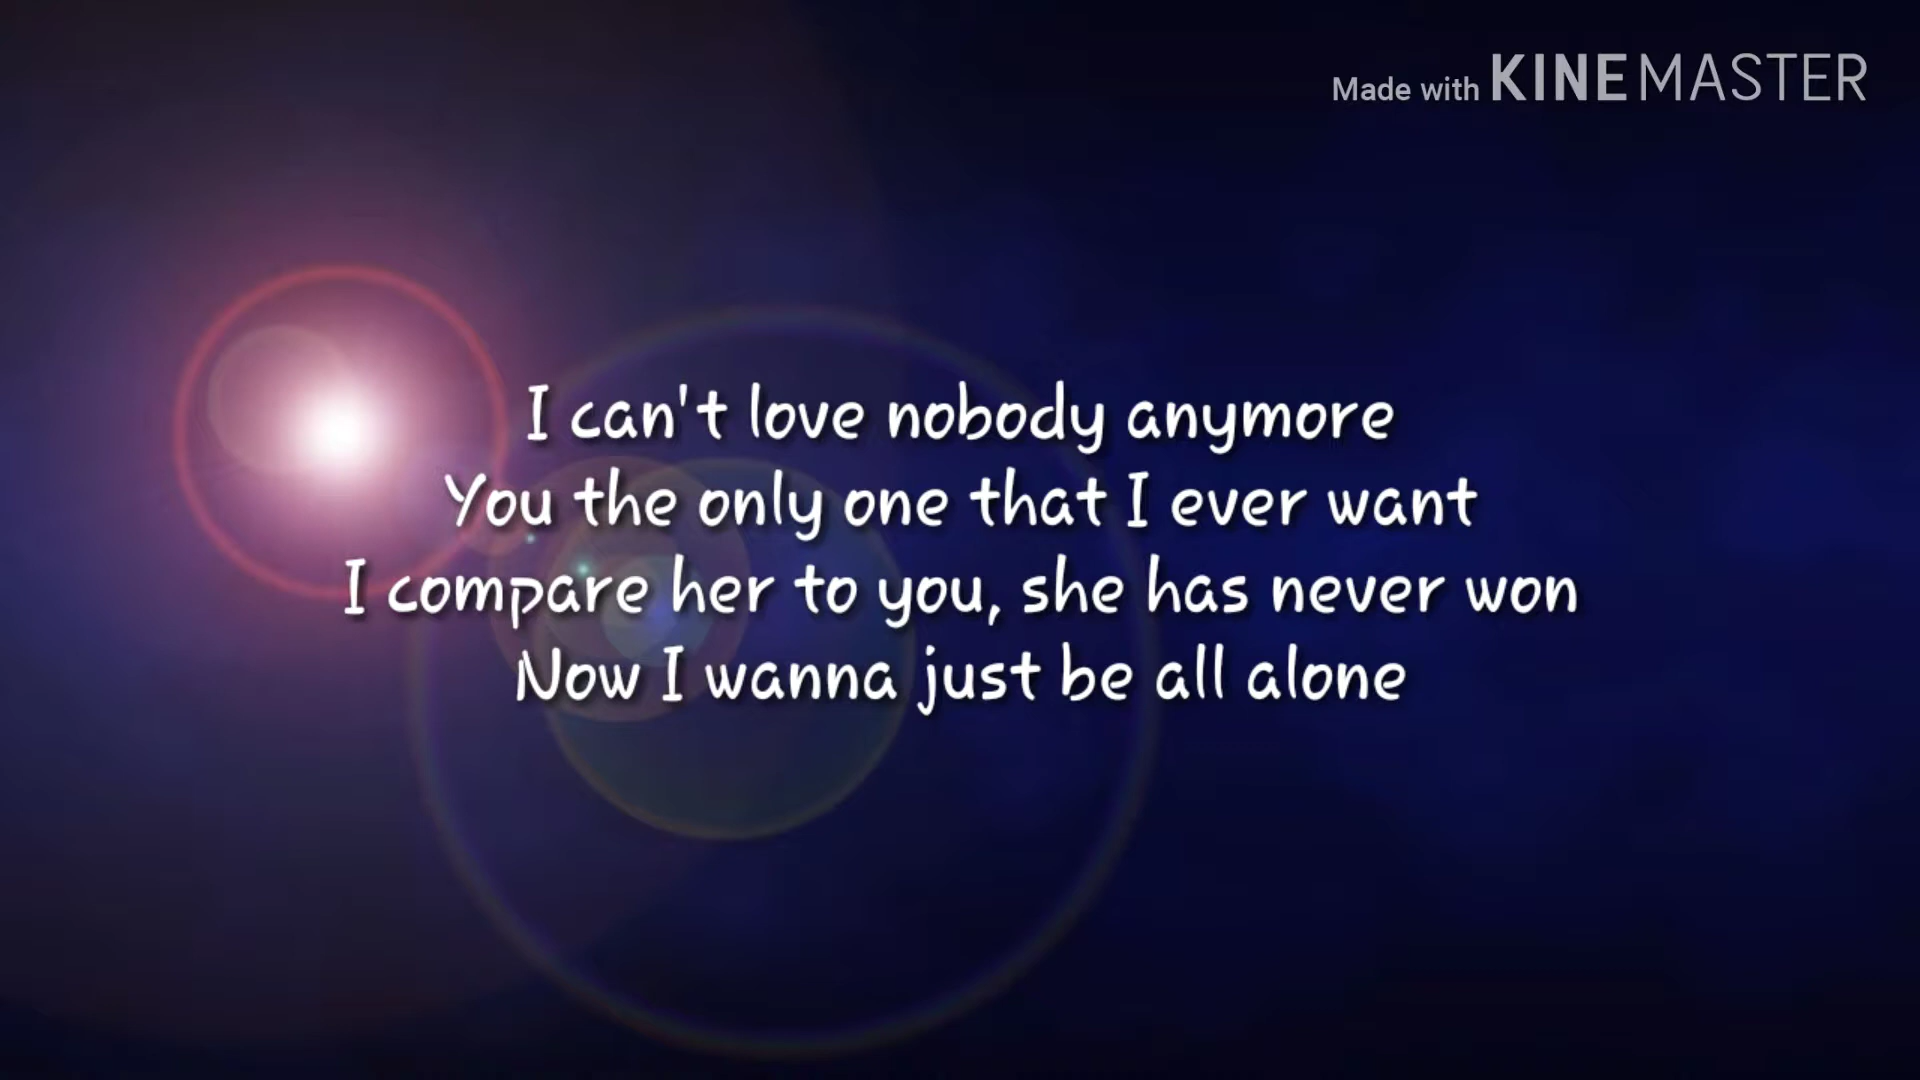 Made with KINEMASTER
I can't love nobody anymore
You the only one that I ever want
I compare her to you, she has never won
Now I wanna just be all alone